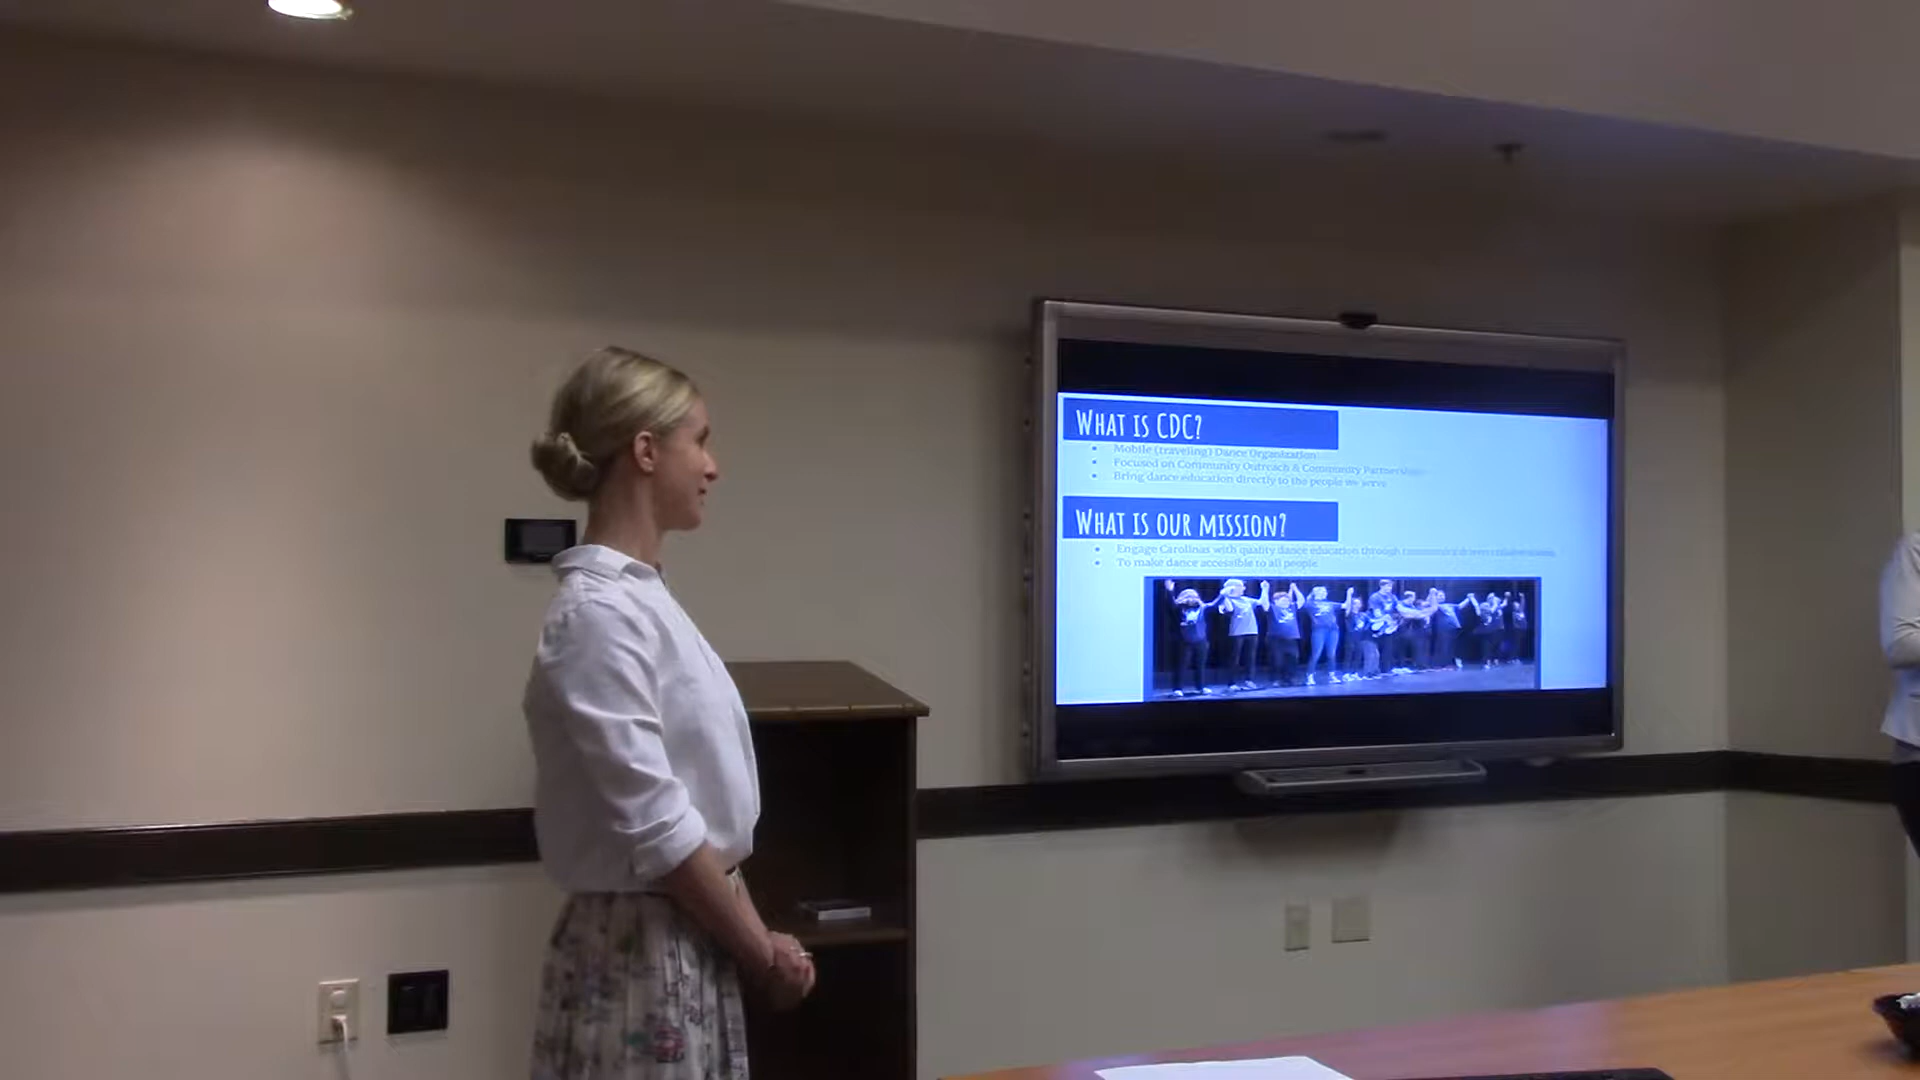 WHAT IS CDC?
• Mobile (traveling) Dance Organization
• Focused on Community Outreach & Community Partnerships
• Bring dance education directly to the people we serve
WHAT IS OUR MISSION?
• Engage Carolinas with quality dance education through
• To make dance accessible to all people